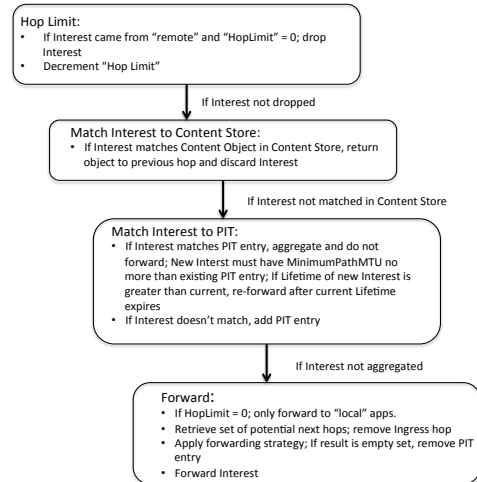 Hop Limit:
• If Interest came from “remote” and “HopLimit” = 0; drop
Interest
• Decrement “Hop Limit”
If Interest not dropped
Match Interest to Content Store:
• If Interest matches Content Object in Content Store, return
object to previous hop and discard Interest
If Interest not matched in Content Store
Match Interest to PIT:
• If Interest matches PIT entry, aggregate and do not
forward; New Interst must have MinimumPathMTU no
more than existing PIT entry; If Lifetime of new Interest is
greater than current, re-forward after current Lifetime
expires
• If Interest doesn’t match, add PIT entry
If Interest not aggregated
Forward:
• If HopLimit = 0; only forward to “local” apps.
• Retrieve set of potential next hops; remove Ingress hop
• Apply forwarding strategy; If result is empty set, remove PIT
entry
• Forward Interest